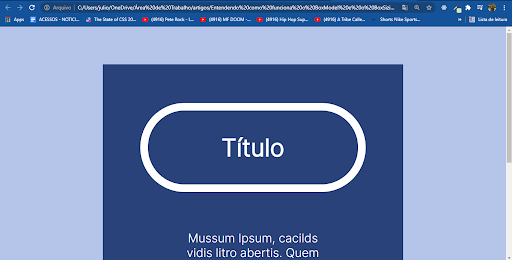 Arquivo
C:/Users/julio/OneDrive/Área%20de%20Trabalho/artigos/Entendendo%20como%20funciona%20o%20BoxModel%20e%20o%20BoxSizi...
Apps
ACESSOS - NOTICI...
The State of CSS 20...
(4916) Pete Rock - I...
(4916) MF DOOM -...
(4916) Hip Hop Sup...
(4916) A Tribe Calle...
Shorts Nike Sports...
Lista de leitura
Título
Mussum Ipsum, cacilds
vidis litro abertis. Quem